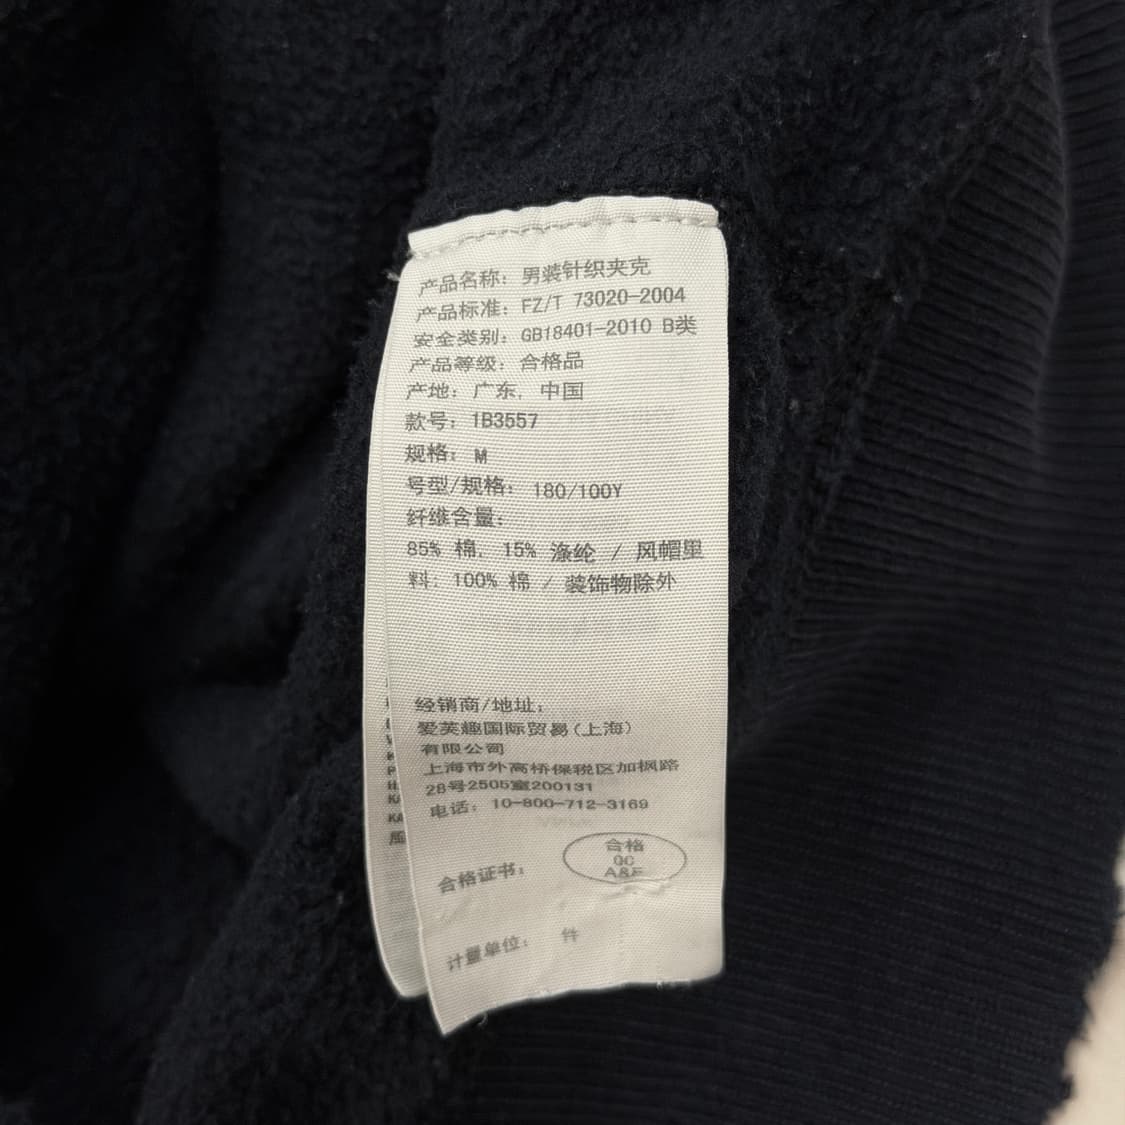 产品名称：男装针织夹克
产品标准：FZ/T 73020-2004
安全类别：GB18401-2010 B类
产品等级：合格品
产地：广东，中国
款号：1B3557
规格：M
号型/规格：180/100Y
纤维含量：
85% 棉，15% 涤纶 / 风帽里
料：100% 棉 / 装饰物除外
经销商/地址：
爱芙趣国际贸易(上海)
有限公司
上海市外高桥保税区加枫路
28号2505室200131
电话：10-800-712-3169
合格证书：
合格
QC
A&F
计量单位：件